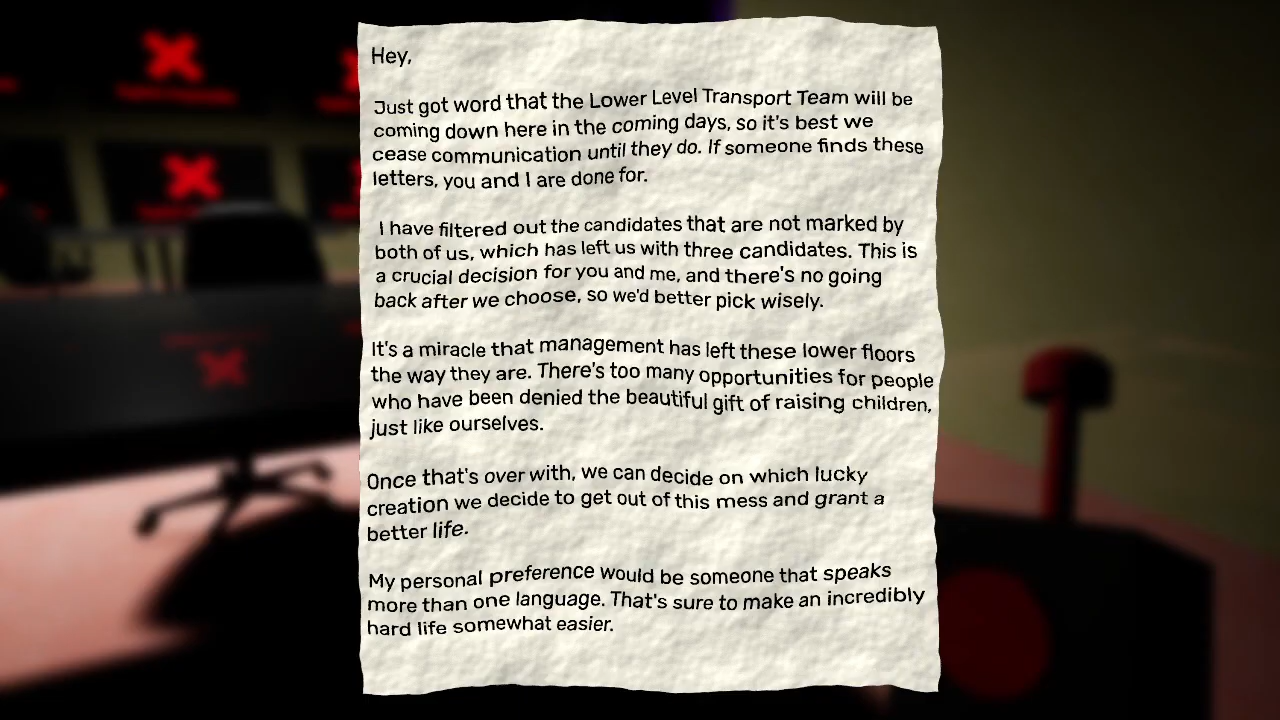 Hey,
Just got word that the Lower Level Transport Team will be
coming down here in the coming days, so it's best we
cease communication until they do. If someone finds these
letters, you and I are done for.
I have filtered out the candidates that are not marked by
both of us, which has left us with three candidates. This is
a crucial decision for you and me, and there's no going
back after we choose, so we'd better pick wisely.
It's a miracle that management has left these lower floors
the way they are. There's too many opportunities for people
who have been denied the beautiful gift of raising children,
just like ourselves.
Once that's over with, we can decide on which lucky
creation we decide to get out of this mess and grant a
better life.
My personal preference would be someone that speaks
more than one language. That's sure to make an incredibly
hard life somewhat easier.